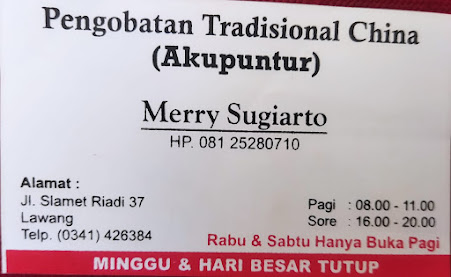 Pengobatan Tradisional China
(Akupuntur)
Merry Sugiarto
HP. 081 25280710
Alamat :
Jl. Slamet Riadi 37
Lawang
Telp. (0341) 426384
Pagi : 08.00 - 11.00
Sore : 16.00 - 20.00
Rabu & Sabtu Hanya Buka Pagi
MINGGU & HARI BESAR TUTUP